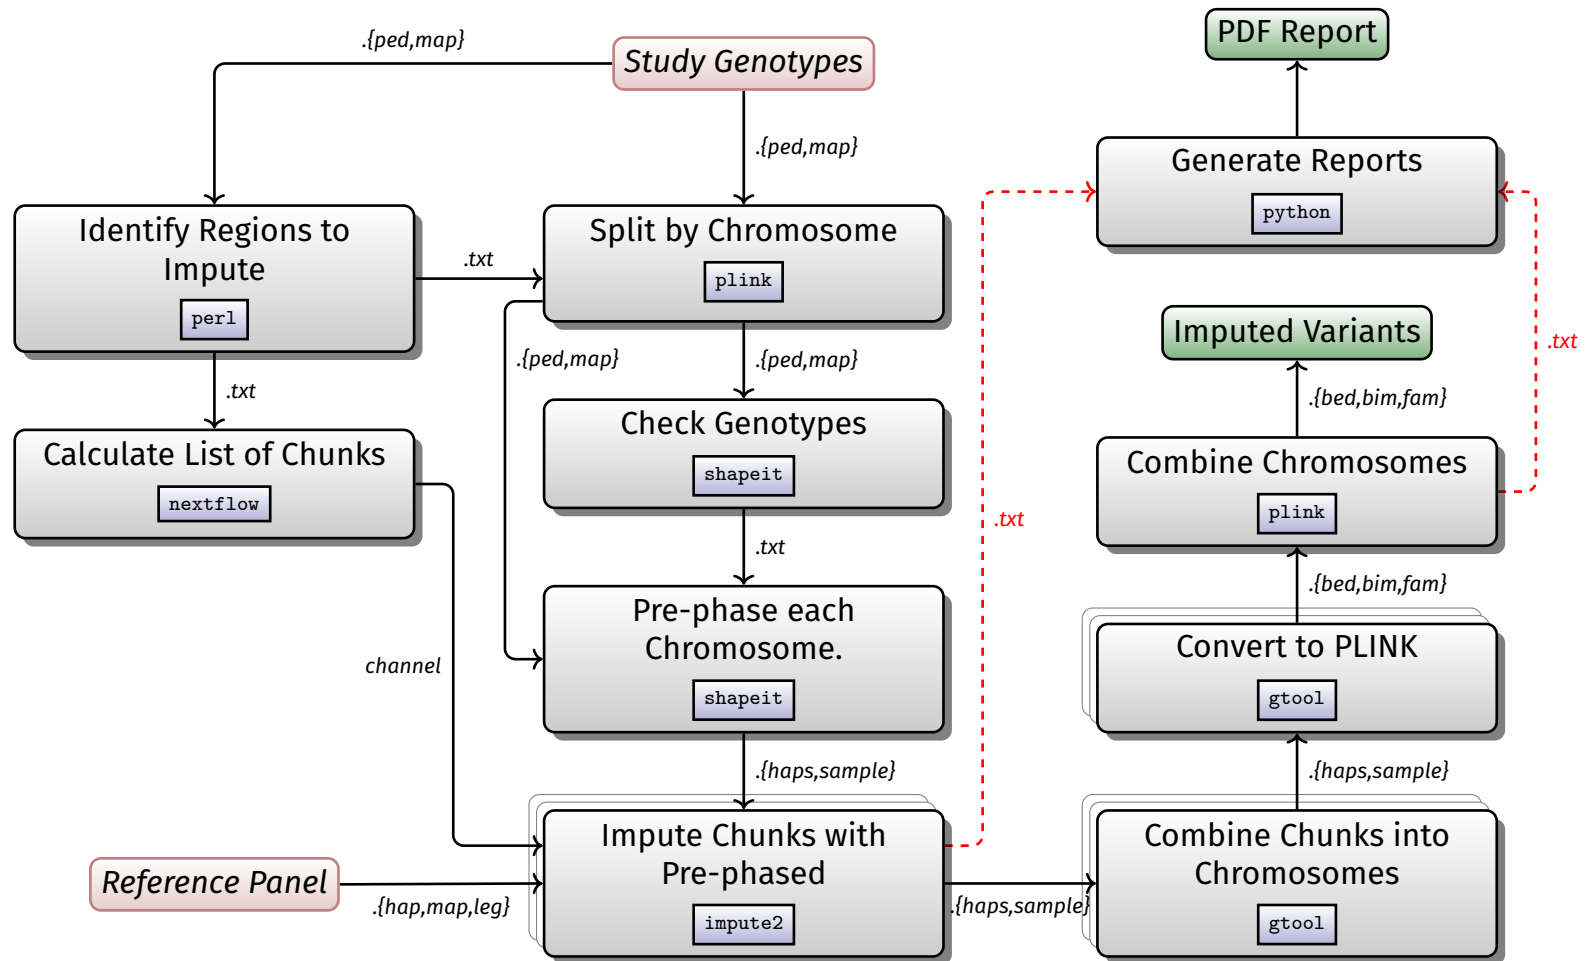 .{ped,map}
Study Genotypes
PDF Report
.{ped,map}
Generate Reports
python
Identify Regions to
Impute
perl
.txt
Split by Chromosome
plink
Imputed Variants
.txt
.{ped,map}
.{ped,map}
.txt
.{bed,bim,fam}
Calculate List of Chunks
nextflow
Check Genotypes
shapeit
Combine Chromosomes
plink
.txt
.txt
.{bed,bim,fam}
Pre-phase each
Chromosome.
shapeit
channel
Convert to PLINK
gtool
.{haps,sample}
.{haps,sample}
Impute Chunks with
Pre-phased
impute2
Combine Chunks into
Chromosomes
gtool
Reference Panel
.{hap,map,leg}
.{haps,sample}